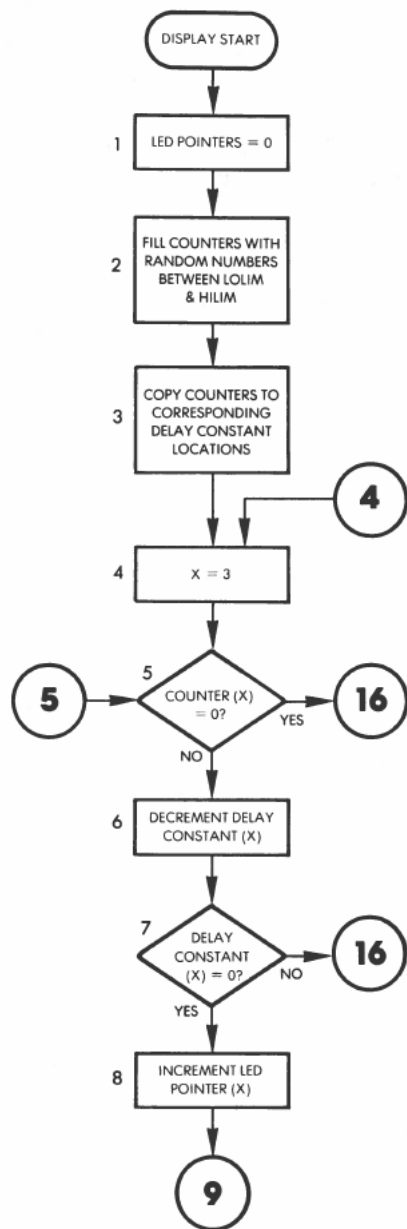 DISPLAY START
1
LED POINTERS = 0
2
FILL COUNTERS WITH
RANDOM NUMBERS
BETWEEN LOLIM
& HILIM
3
COPY COUNTERS TO
CORRESPONDING
DELAY CONSTANT
LOCATIONS
4
4
X = 3
5
5
COUNTER (X)
= 0?
YES
16
NO
6
DECREMENT DELAY
CONSTANT (X)
7
DELAY
CONSTANT
(X) = 0?
NO
16
YES
8
INCREMENT LED
POINTER (X)
9